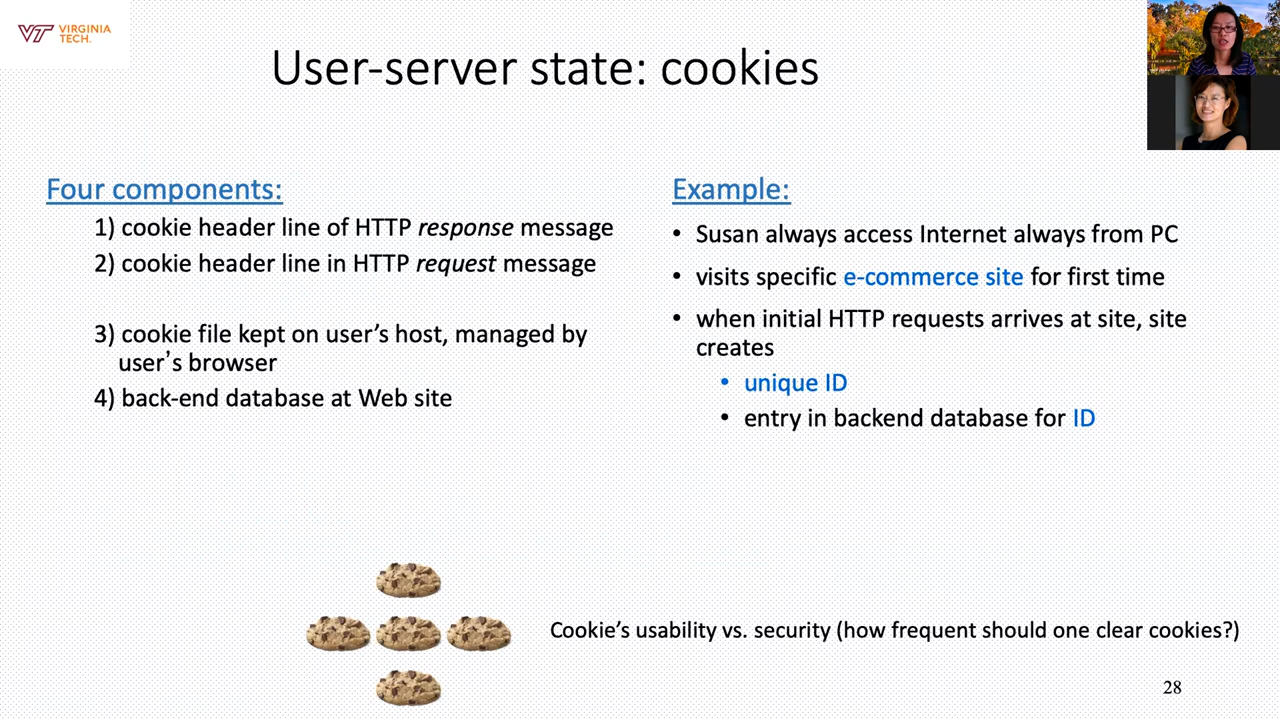 VT VIRGINIA
TECH.
User-server state: cookies
Four components:
1) cookie header line of HTTP response message
2) cookie header line in HTTP request message
3) cookie file kept on user’s host, managed by
user’s browser
4) back-end database at Web site
Example:
• Susan always access Internet always from PC
• visits specific e-commerce site for first time
• when initial HTTP requests arrives at site, site
creates
• unique ID
• entry in backend database for ID
Cookie’s usability vs. security (how frequent should one clear cookies?)
28